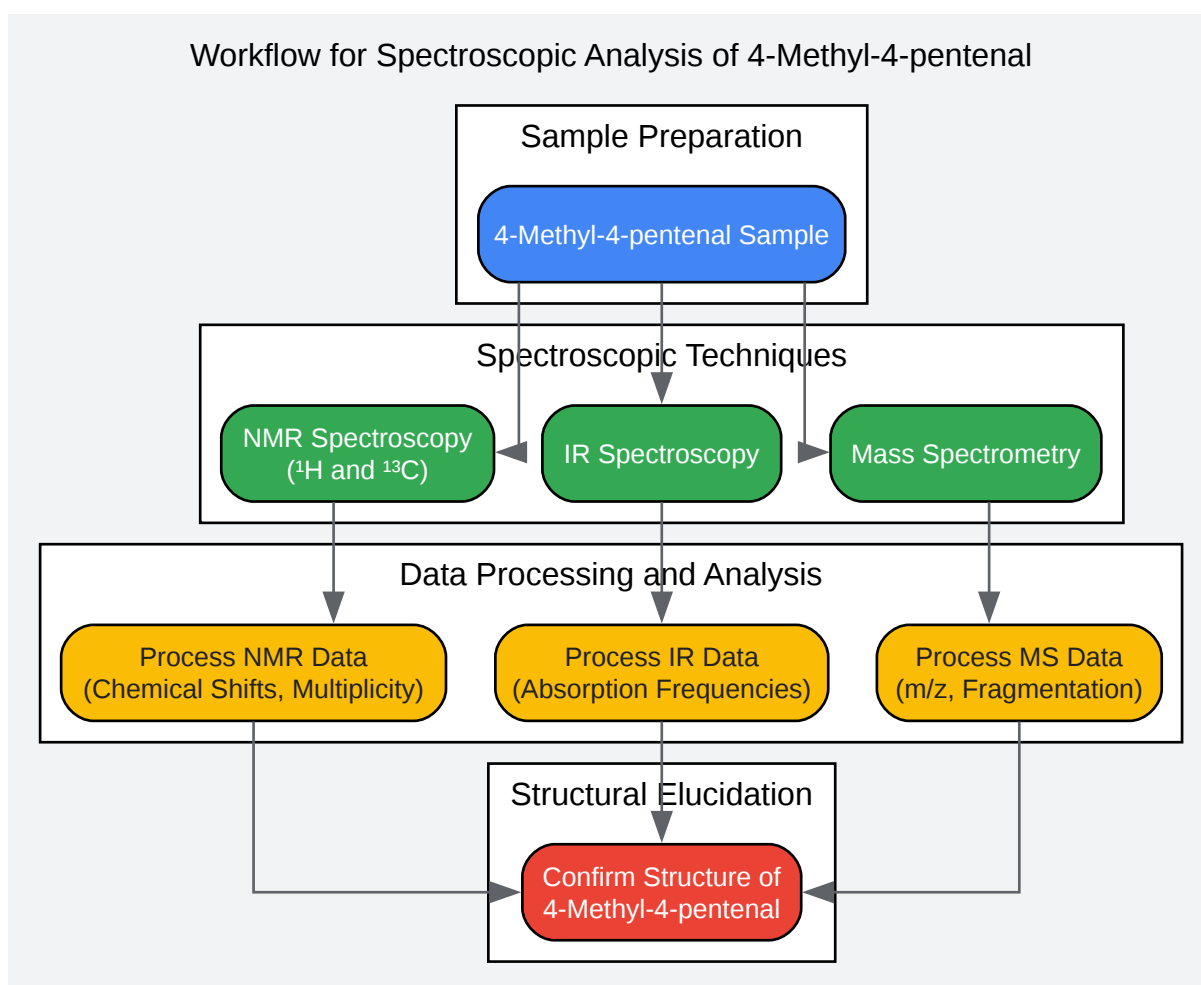 Workflow for Spectroscopic Analysis of 4-Methyl-4-pentenal
Sample Preparation
4-Methyl-4-pentenal Sample
Spectroscopic Techniques
NMR Spectroscopy
(¹H and ¹³C)
IR Spectroscopy
Mass Spectrometry
Data Processing and Analysis
Process NMR Data
(Chemical Shifts, Multiplicity)
Process IR Data
(Absorption Frequencies)
Process MS Data
(m/z, Fragmentation)
Structural Elucidation
Confirm Structure of
4-Methyl-4-pentenal